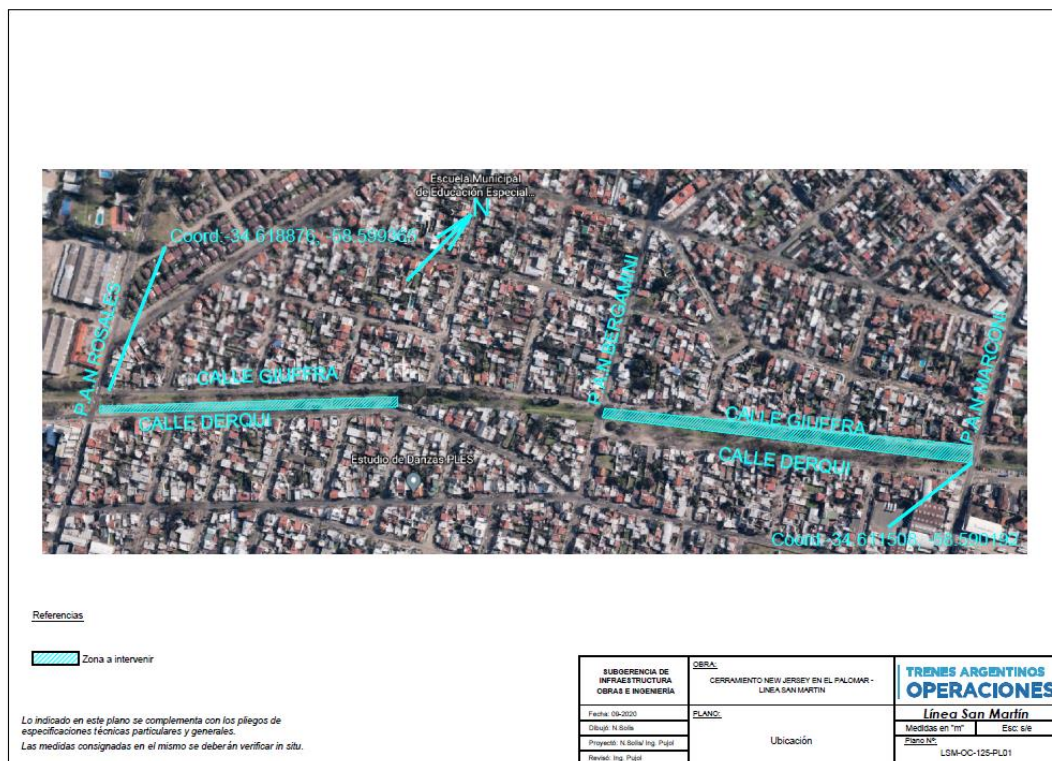 Escuela Municipal
de Educación Especial...
N
Coord:-34.618876, -58.599965
P.A.N ROSALES
P.A.N BERGAMINI
P.A.N MARCONI
CALLE GIUFFRA
CALLE DERQUI
CALLE GIUFFRA
CALLE DERQUI
Estudio de Danzas PLES
Coord:-34.611508, -58.590192
Referencias
Zona a intervenir
Lo indicado en este plano se complementa con los pliegos de
especificaciones técnicas particulares y generales.
Las medidas consignadas en el mismo se deberán verificar in situ.
SUBGERENCIA DE
INFRAESTRUCTURA
OBRAS E INGENIERÍA
OBRA:
CERRAMIENTO NEW JERSEY EN EL PALOMAR -
LINEA SAN MARTIN
TRENES ARGENTINOS
OPERACIONES
Fecha: 09-2020
Dibujó: N.Solis
Proyectó: N.Solis/ Ing. Pujol
Revisó: Ing. Pujol
PLANO:
Ubicación
Línea San Martín
Medidas en "m"
Esc: s/e
Plano Nº:
LSM-OC-125-PL01